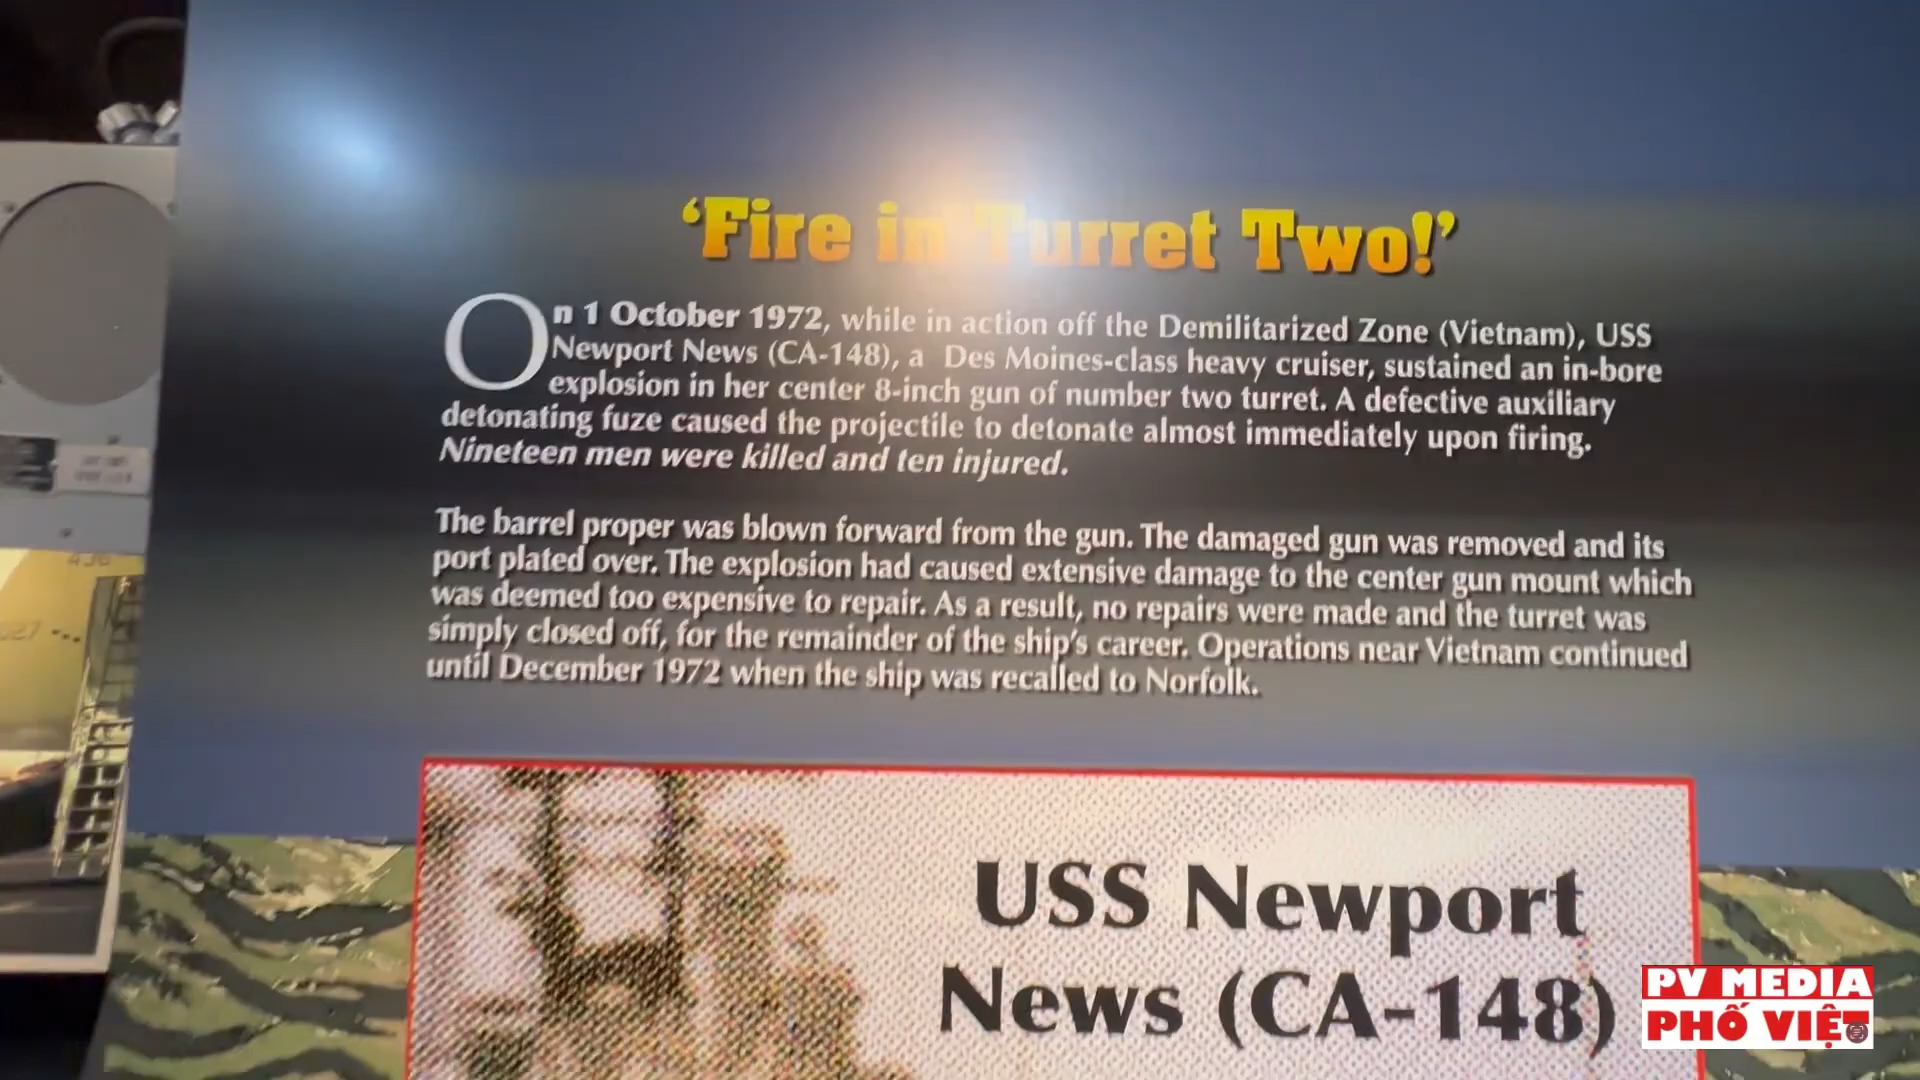 ‘Fire in Turret Two!’
On 1 October 1972, while in action off the Demilitarized Zone (Vietnam), USS
Newport News (CA-148), a Des Moines-class heavy cruiser, sustained an in-bore
explosion in her center 8-inch gun of number two turret. A defective auxiliary
detonating fuze caused the projectile to detonate almost immediately upon firing.
Nineteen men were killed and ten injured.
The barrel proper was blown forward from the gun. The damaged gun was removed and its
port plated over. The explosion had caused extensive damage to the center gun mount which
was deemed too expensive to repair. As a result, no repairs were made and the turret was
simply closed off, for the remainder of the ship’s career. Operations near Vietnam continued
until December 1972 when the ship was recalled to Norfolk.
USS Newport
News (CA-148)
PV MEDIA
PHỐ VIỆT